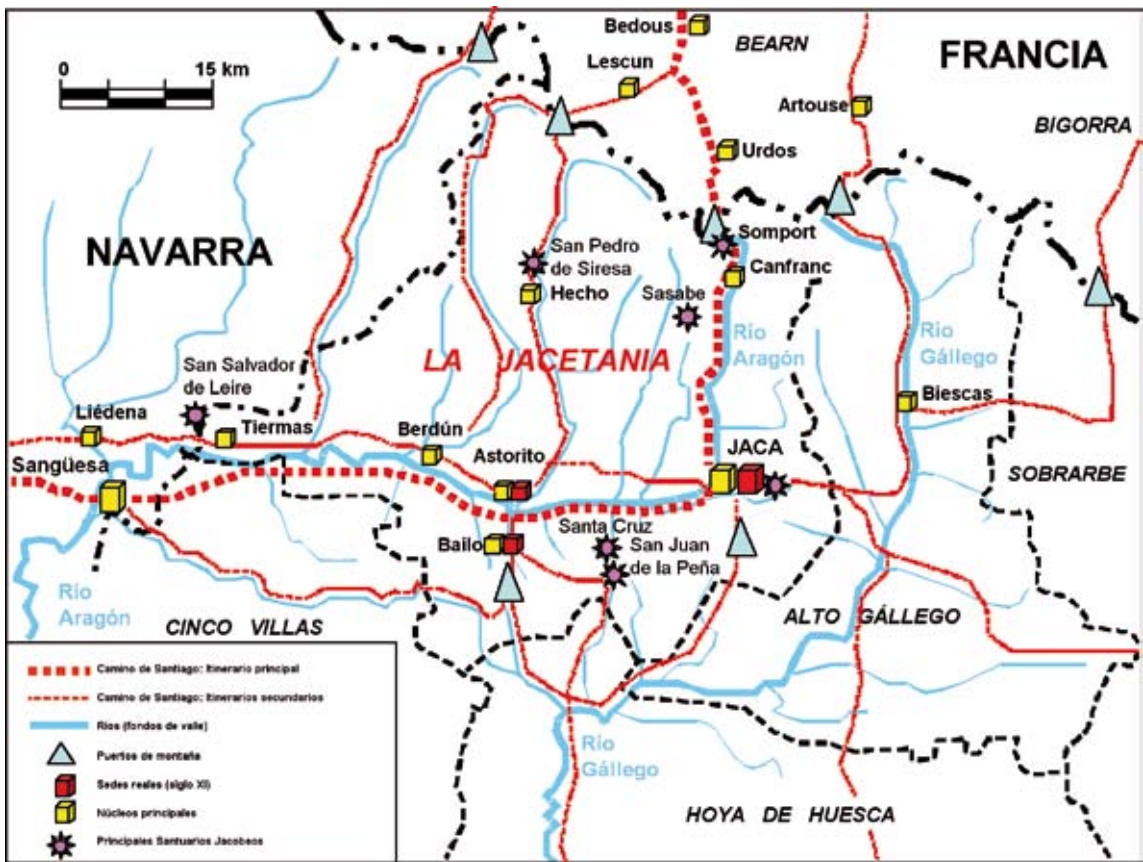 0 15 km
Bedous
BEARN
FRANCIA
Lescun
Artouse
BIGORRA
Urdos
NAVARRA
San Pedro
de Siresa
Somport
Canfranc
Hecho
Sasabe
Río
Aragón
Río
Gállego
LA JACETANIA
San Salvador
de Leire
Biescas
Liédena
Tiermas
Berdún
Astorito
JACA
Sangüesa
SOBRARBE
Bailo
Santa Cruz
San Juan
de la Peña
Río
Aragón
CINCO VILLAS
ALTO GÁLLEGO
Río
Gállego
HOYA DE HUESCA
Camino de Santiago: Itinerario principal
Camino de Santiago: Itinerarios secundarios
Ríos (fondos de valle)
Puertos de montaña
Sedes reales (siglo XI)
Núcleos principales
Principales Santuarios Jacobeos